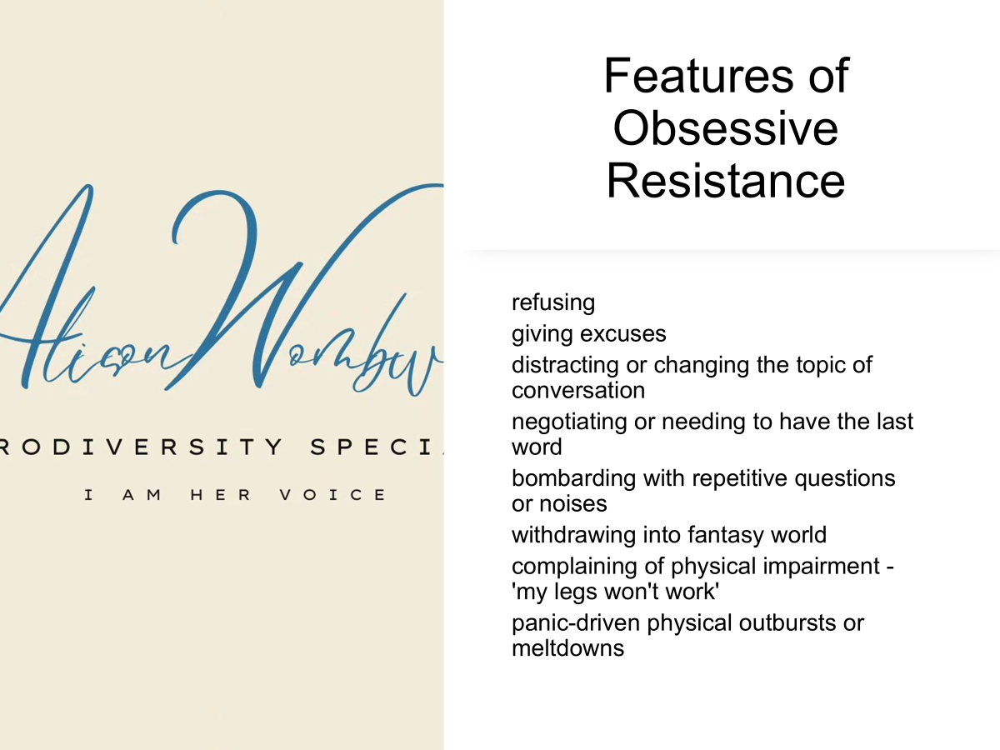 Alison Wombw
RODIVERSITY SPECI
I AM HER VOICE
Features of
Obsessive
Resistance
refusing
giving excuses
distracting or changing the topic of
conversation
negotiating or needing to have the last
word
bombarding with repetitive questions
or noises
withdrawing into fantasy world
complaining of physical impairment -
'my legs won't work'
panic-driven physical outbursts or
meltdowns